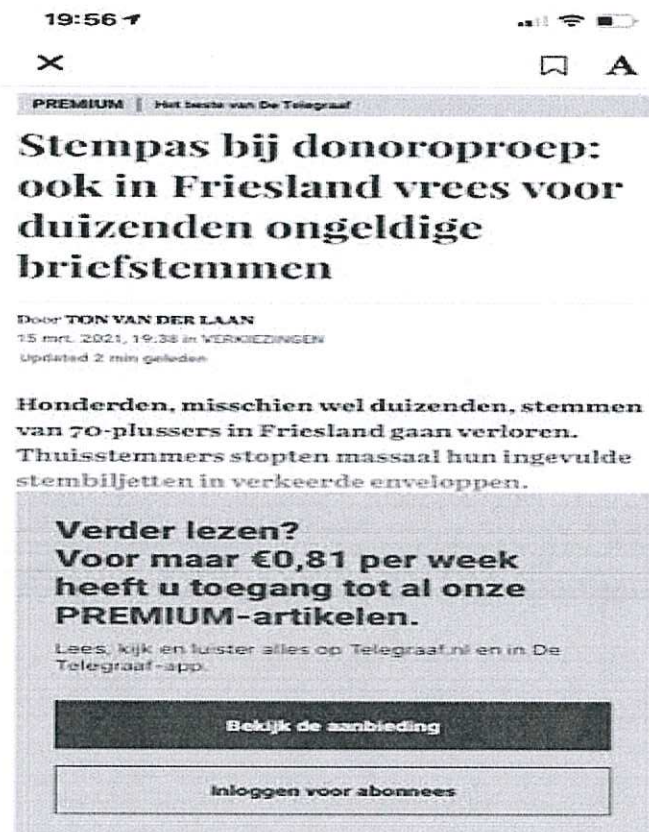 19:56
PREMIUM | Het beste van De Telegraaf
Stempas bij donoroproep:
ook in Friesland vrees voor
duizenden ongeldige
briefstemmen
Door TON VAN DER LAAN
15 mrt. 2021, 19:38 in VERKIEZINGEN
Updated 2 min geleden
Honderden, misschien wel duizenden, stemmen
van 70-plussers in Friesland gaan verloren.
Thuisstemmers stopten massaal hun ingevulde
stembiljetten in verkeerde enveloppen.
Verder lezen?
Voor maar €0,81 per week
heeft u toegang tot al onze
PREMIUM-artikelen.
Lees, kijk en luister alles op Telegraaf.nl en in De
Telegraaf-app.
Bekijk de aanbieding
Inloggen voor abonnees